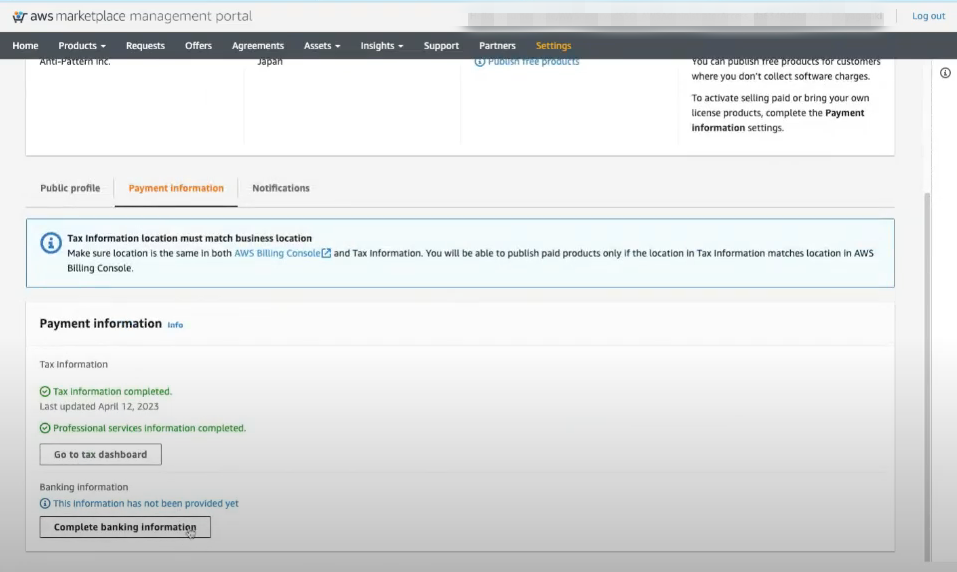 aws marketplace management portal
Log out
Home Products Requests Offers Agreements Assets Insights Support Partners Settings
Anti-Pattern Inc. Japan Publish free products You can publish free products for customers
where you don't collect software charges.
To activate selling paid or bring your own
license products, complete the Payment
information settings.
Public profile Payment information Notifications
Tax Information location must match business location
Make sure location is the same in both AWS Billing Console and Tax Information. You will be able to publish paid products only if the location in Tax Information matches location in AWS
Billing Console.
Payment information Info
Tax Information
Tax information completed.
Last updated April 12, 2023
Professional services information completed.
Go to tax dashboard
Banking information
This information has not been provided yet
Complete banking information